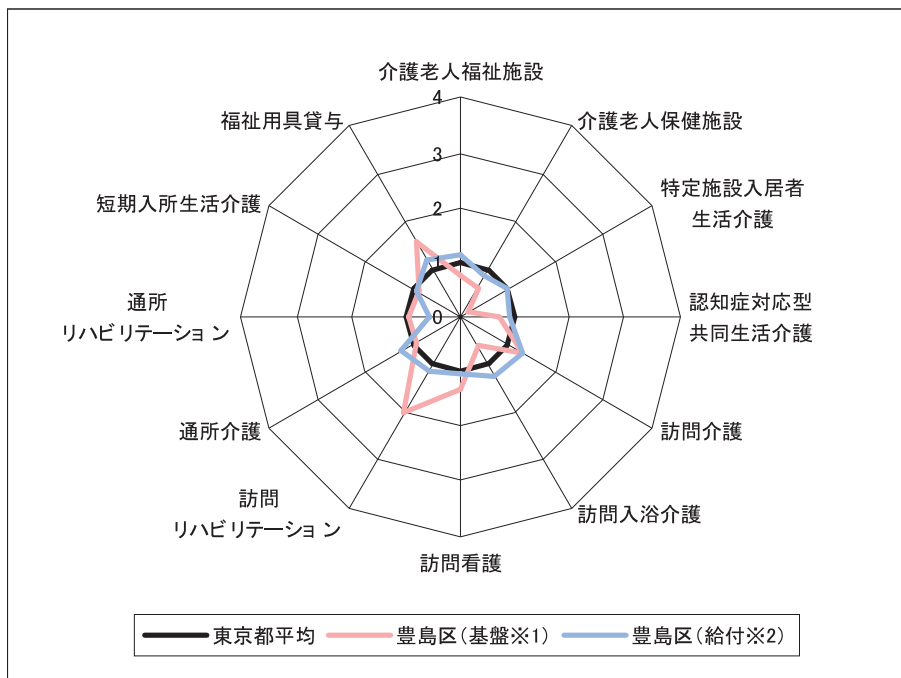 介護老人福祉施設
介護老人保健施設
特定施設入居者
生活介護
認知症対応型
共同生活介護
訪問介護
訪問入浴介護
訪問看護
訪問
リハビリテーション
通所介護
通所
リハビリテーション
短期入所生活介護
福祉用具貸与
4
3
2
1
0
東京都平均
豊島区(基盤※1)
豊島区(給付※2)